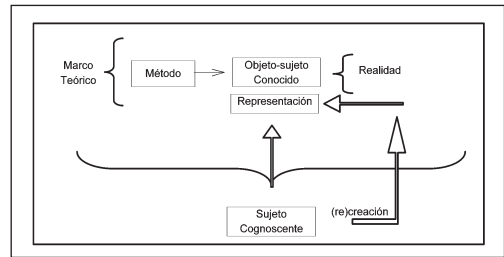 Marco
Teórico
Método
Objeto-sujeto
Conocido
Realidad
Representación
Sujeto
Cognoscente
(re)creación